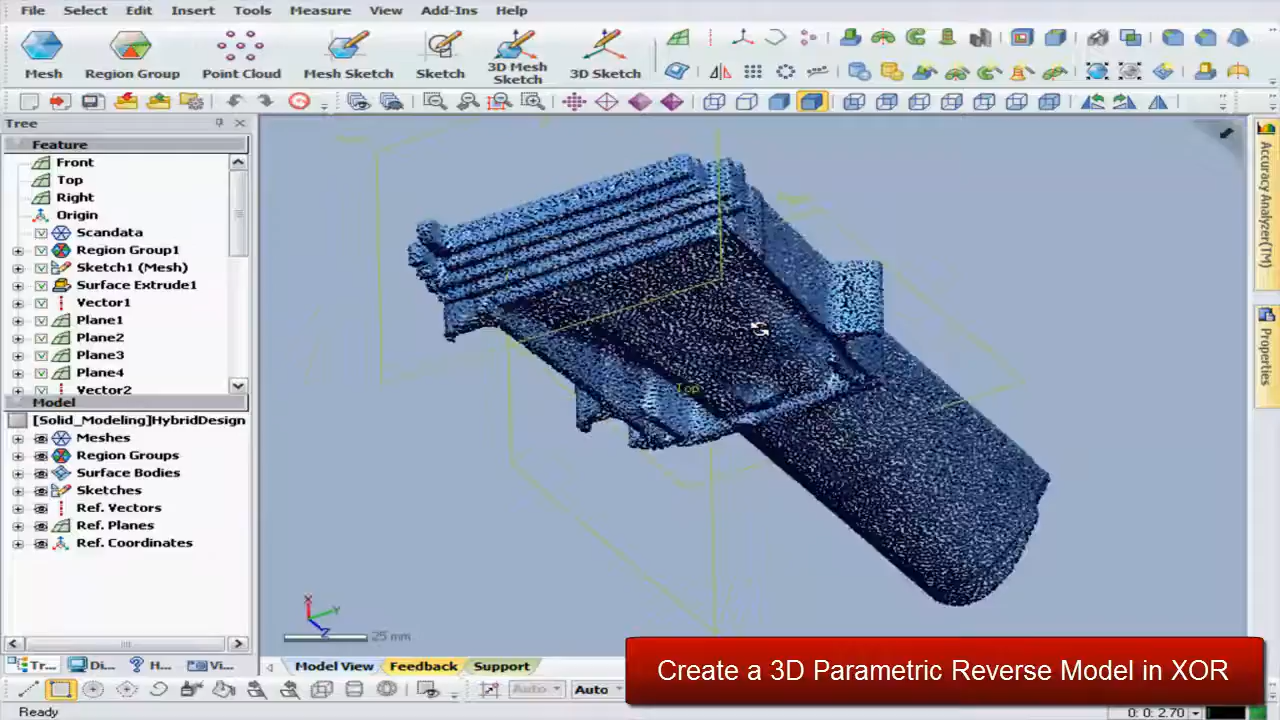 File Select Edit Insert Tools Measure View Add-Ins Help
Mesh Region Group Point Cloud Mesh Sketch Sketch 3D Mesh Sketch 3D Sketch
Tree
Feature
Front
Top
Right
Origin
Scandata
Region Group1
Sketch1 (Mesh)
Surface Extrude1
Vector1
Plane1
Plane2
Plane3
Plane4
Vector2
Model
[Solid_Modeling]HybridDesign
Meshes
Region Groups
Surface Bodies
Sketches
Ref. Vectors
Ref. Planes
Ref. Coordinates
Top
X
Y
Z
25 mm
Accuracy Analyzer(TM)
Properties
Tr... Di... H... Vi...
Model View Feedback Support
Auto Auto
Create a 3D Parametric Reverse Model in XOR
Ready
0: 0: 2.70